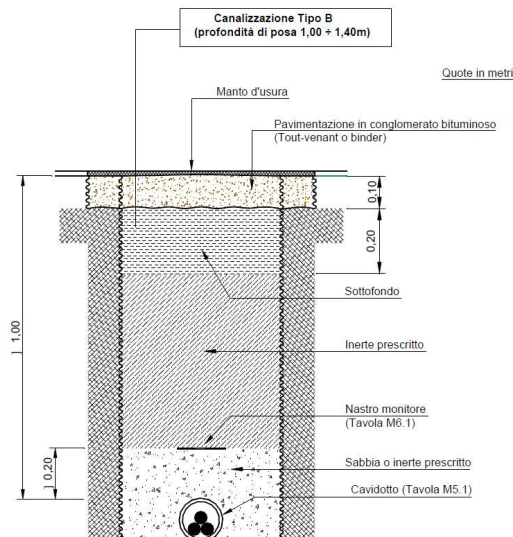 Canalizzazione Tipo B
(profondità di posa 1,00 ÷ 1,40m)
Quote in metri
Manto d'usura
Pavimentazione in conglomerato bituminoso
(Tout-venant o binder)
0,10
0,20
Sottofondo
] 1,00
Inerte prescritto
Nastro monitore
(Tavola M6.1)
] 0,20
Sabbia o inerte prescritto
Cavidotto (Tavola M5.1)